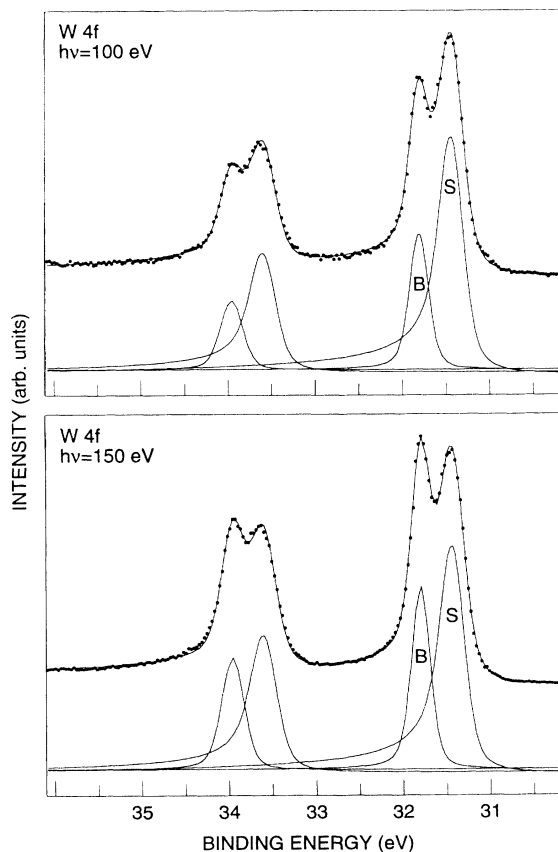 W 4f
hν=100 eV
S
B
W 4f
hν=150 eV
S
B
INTENSITY (arb. units)
35
34
33
32
31
BINDING ENERGY (eV)